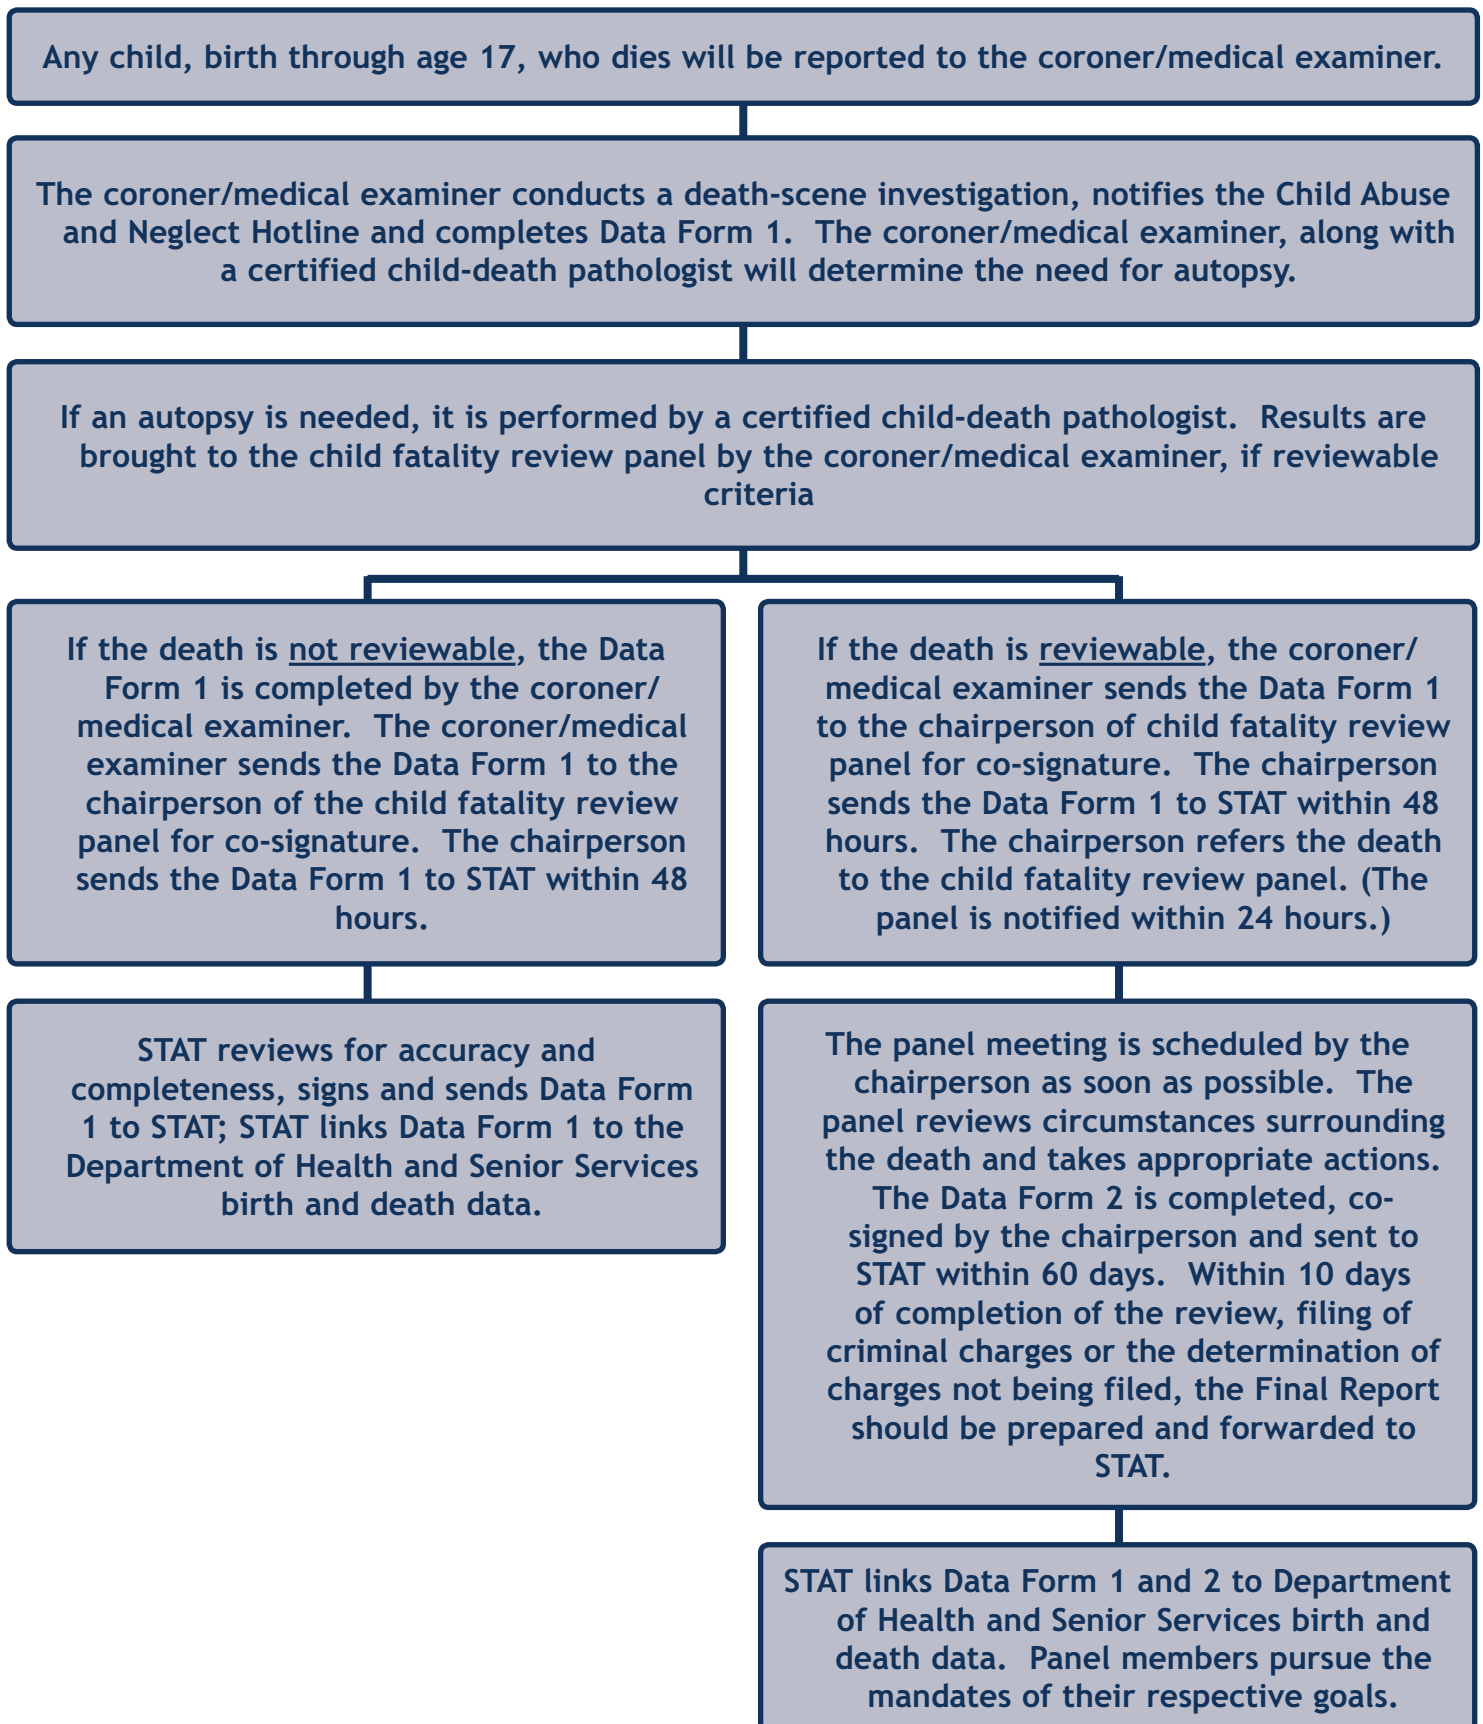 Any child, birth through age 17, who dies will be reported to the coroner/medical examiner.
The coroner/medical examiner conducts a death-scene investigation, notifies the Child Abuse
and Neglect Hotline and completes Data Form 1.  The coroner/medical examiner, along with
a certified child-death pathologist will determine the need for autopsy.
If an autopsy is needed, it is performed by a certified child-death pathologist.  Results are
brought to the child fatality review panel by the coroner/medical examiner, if reviewable
criteria
If the death is not reviewable, the Data
Form 1 is completed by the coroner/
medical examiner.  The coroner/medical
examiner sends the Data Form 1 to the
chairperson of the child fatality review
panel for co-signature.  The chairperson
sends the Data Form 1 to STAT within 48
hours.
STAT reviews for accuracy and
completeness, signs and sends Data Form
1 to STAT; STAT links Data Form 1 to the
Department of Health and Senior Services
birth and death data.
If the death is reviewable, the coroner/
medical examiner sends the Data Form 1
to the chairperson of child fatality review
panel for co-signature.  The chairperson
sends the Data Form 1 to STAT within 48
hours.  The chairperson refers the death
to the child fatality review panel. (The
panel is notified within 24 hours.)
The panel meeting is scheduled by the
chairperson as soon as possible.  The
panel reviews circumstances surrounding
the death and takes appropriate actions.
The Data Form 2 is completed, co-
signed by the chairperson and sent to
STAT within 60 days.  Within 10 days
of completion of the review, filing of
criminal charges or the determination of
charges not being filed, the Final Report
should be prepared and forwarded to
STAT.
STAT links Data Form 1 and 2 to Department
of Health and Senior Services birth and
death data.  Panel members pursue the
mandates of their respective goals.